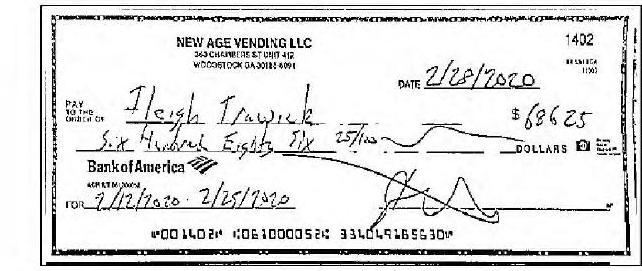 NEW AGE VENDING LLC
1402
363 CHAMBERS ST UNIT 412
WOODSTOCK GA 30188-6091
DATE 2/28/2020
PAY TO THE ORDER OF Ileigh Trawick $ 686 25
Six Hundred Eighty Six 25/100 DOLLARS
Bank of America
FOR 2/12/2020 - 2/25/2020
⑈001402⑈ ⑆061000052⑆ 334049165630⑈